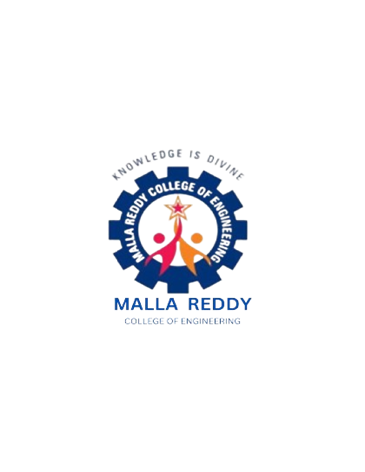 KNOWLEDGE IS DIVINE
MALLA REDDY COLLEGE OF ENGINEERING
MALLA REDDY
COLLEGE OF ENGINEERING